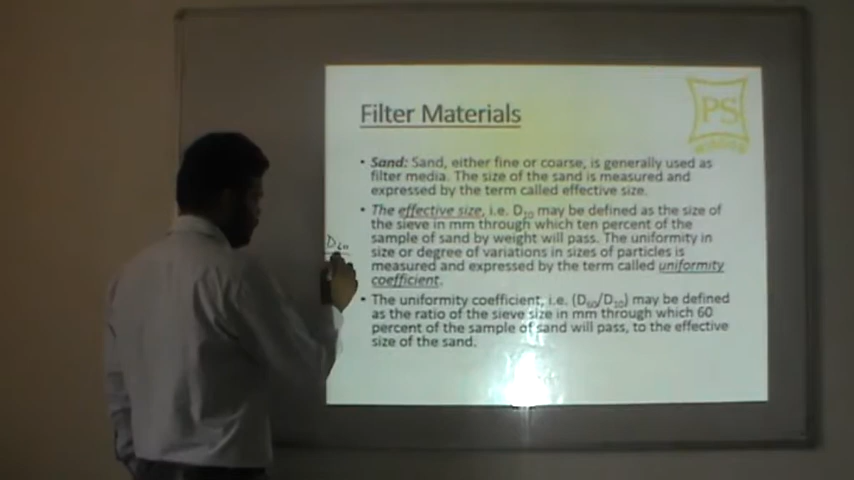 Filter Materials
PS
• Sand: Sand, either fine or coarse, is generally used as
filter media. The size of the sand is measured and
expressed by the term called effective size.
• The effective size, i.e. D10 may be defined as the size of
the sieve in mm through which ten percent of the
sample of sand by weight will pass. The uniformity in
size or degree of variations in sizes of particles is
measured and expressed by the term called uniformity
coefficient.
• The uniformity coefficient, i.e. (D60/D10) may be defined
as the ratio of the sieve size in mm through which 60
percent of the sample of sand will pass, to the effective
size of the sand.
D60